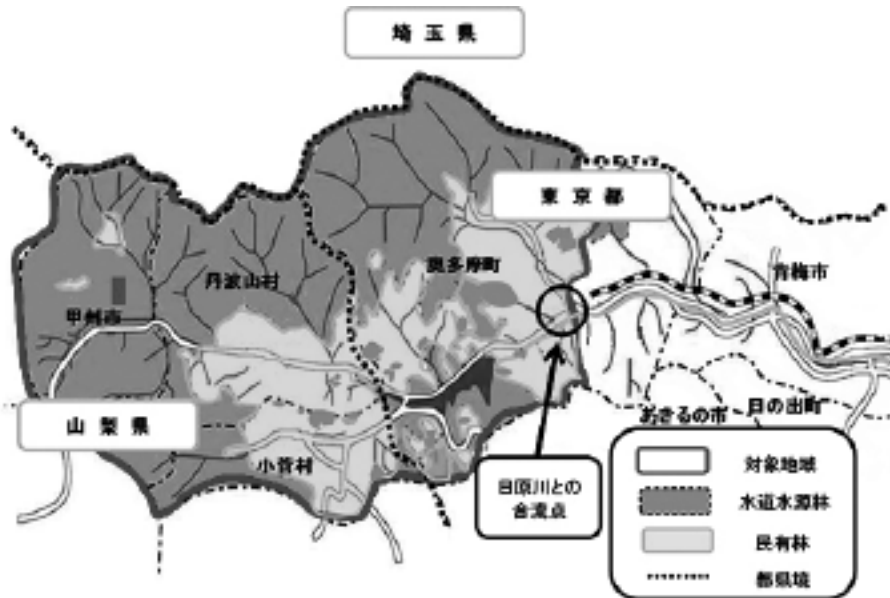 埼玉県
東京都
奥多摩町
青梅市
丹波山村
甲州市
山梨県
小菅村
あきるの市
日の出町
日原川との
合流点
対象地域
水道水源林
民有林
都県境